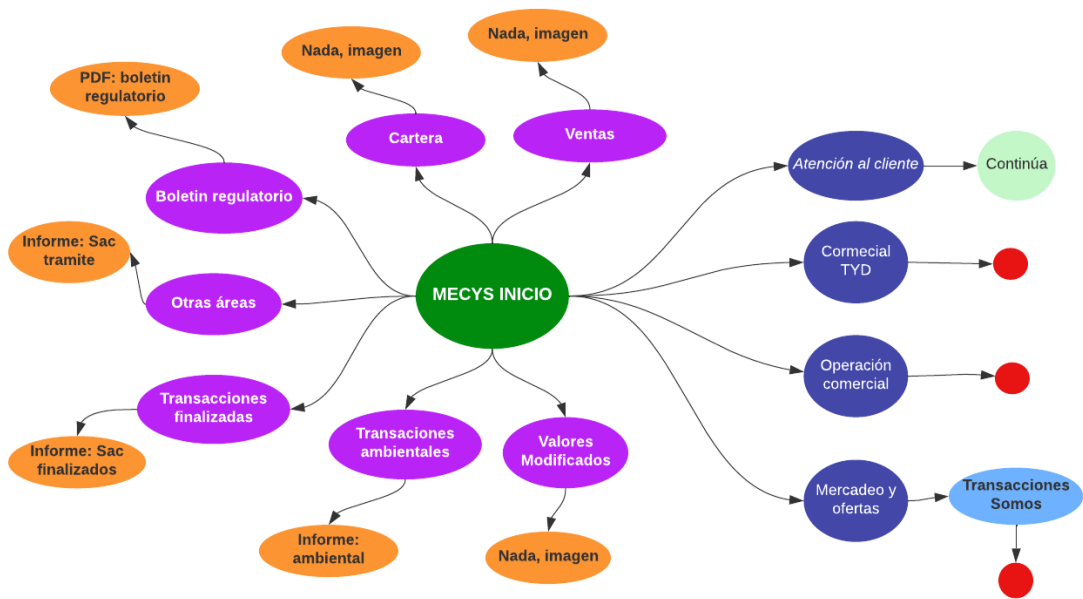 Nada, imagen
Nada, imagen
PDF: boletin
regulatorio
Cartera
Ventas
Atención al cliente
Continúa
Boletin regulatorio
Informe: Sac
tramite
Cormecial
TYD
Otras áreas
MECYS INICIO
Operación
comercial
Transacciones
finalizadas
Informe: Sac
finalizados
Transaciones
ambientales
Valores
Modificados
Mercadeo y
ofertas
Transacciones
Somos
Informe:
ambiental
Nada, imagen